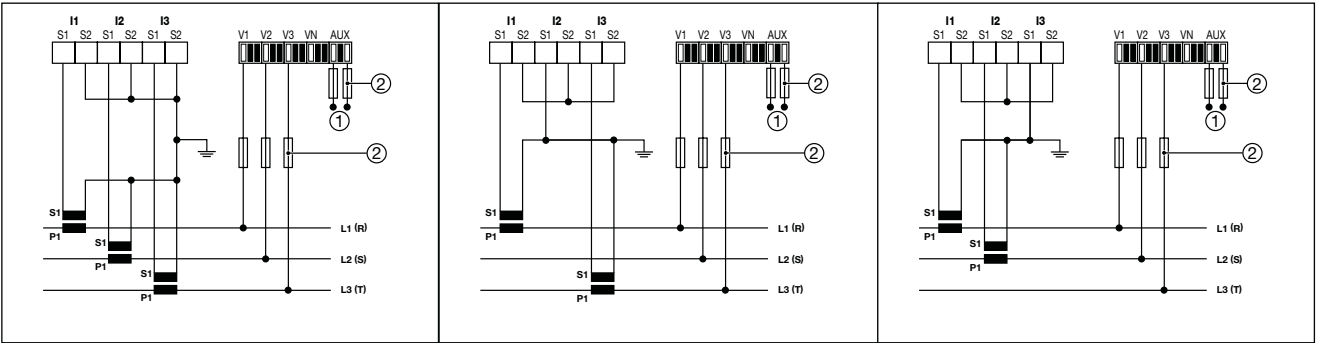 I1 I2 I3
S1 S2 S1 S2 S1 S2 V1 V2 V3 VN AUX
2
1
2
S1
P1 L1 (R)
S1
P1 L2 (S)
S1
P1 L3 (T)
I1 I2 I3
S1 S2 S1 S2 S1 S2 V1 V2 V3 VN AUX
2
1
2
S1
P1 L1 (R)
L2 (S)
S1
P1 L3 (T)
I1 I2 I3
S1 S2 S1 S2 S1 S2 V1 V2 V3 VN AUX
2
1
2
S1
P1 L1 (R)
S1
P1 L2 (S)
L3 (T)